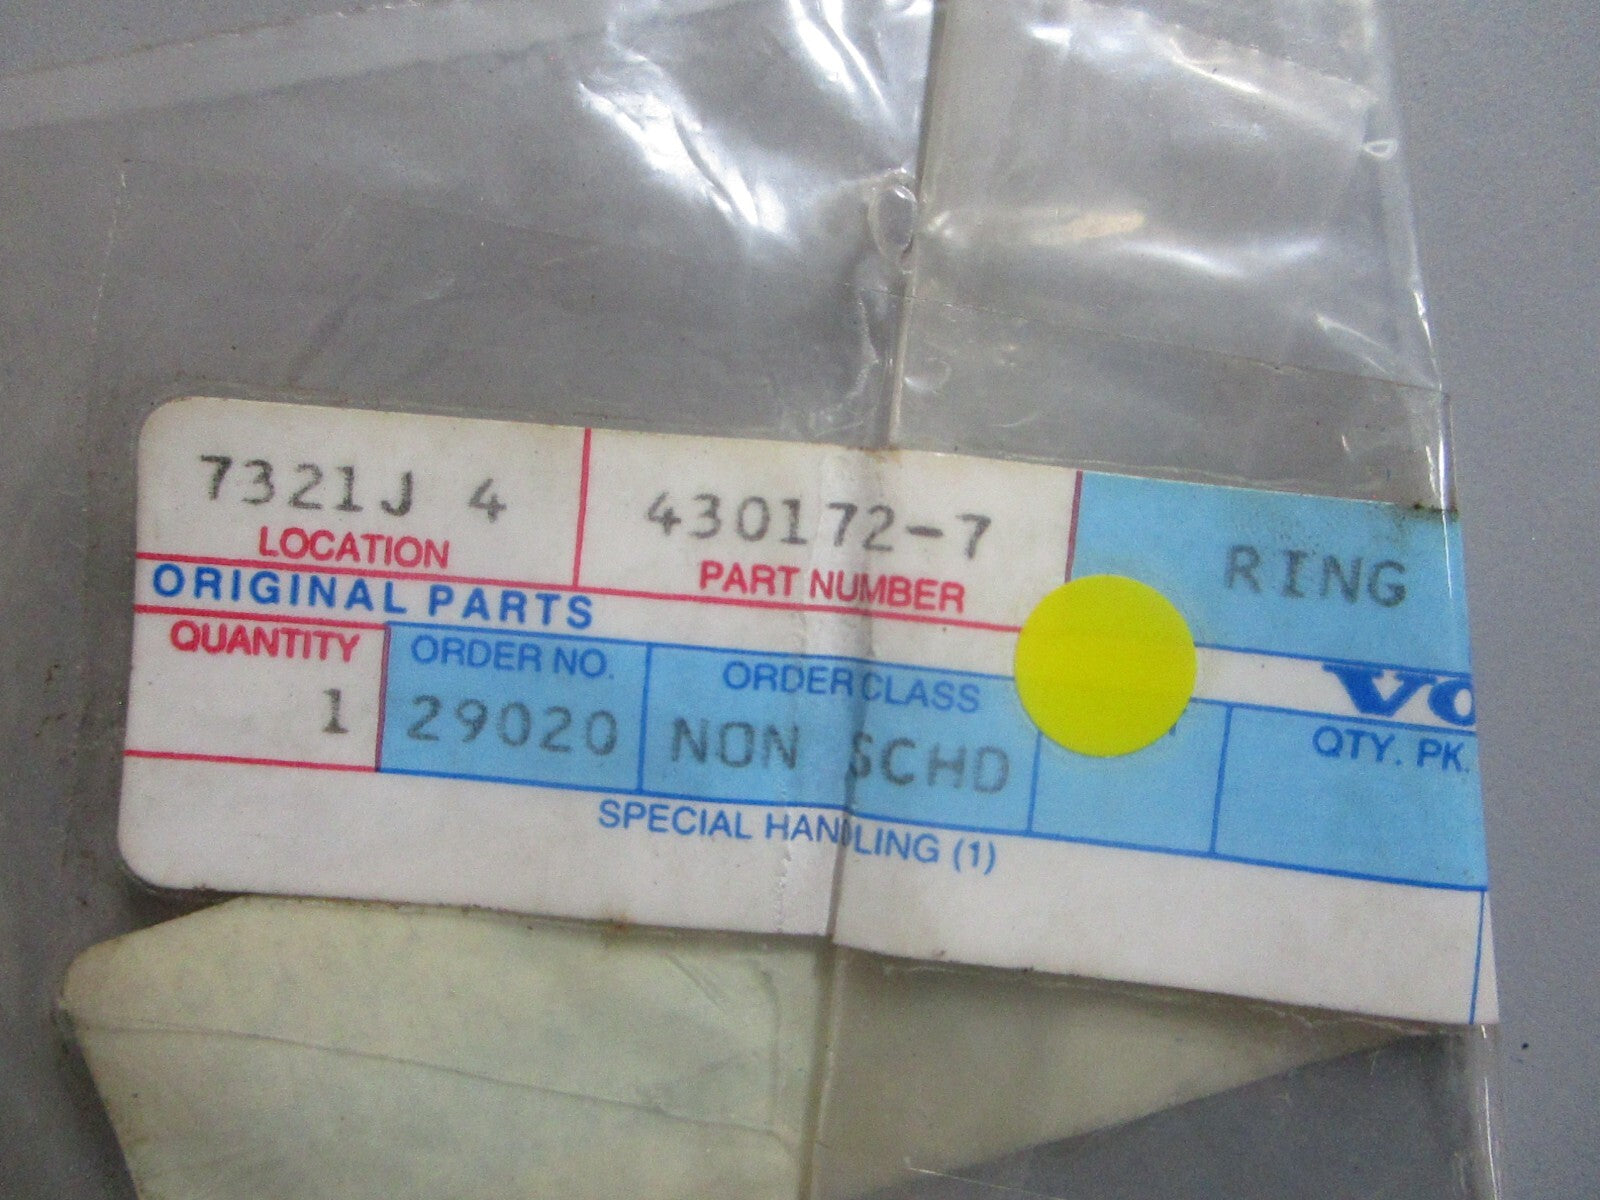 7321J 4 430172-7 RING
LOCATION PART NUMBER
ORIGINAL PARTS
QUANTITY ORDER NO. ORDER CLASS QTY. PK.
1 29020 NON SCHD
SPECIAL HANDLING (1)